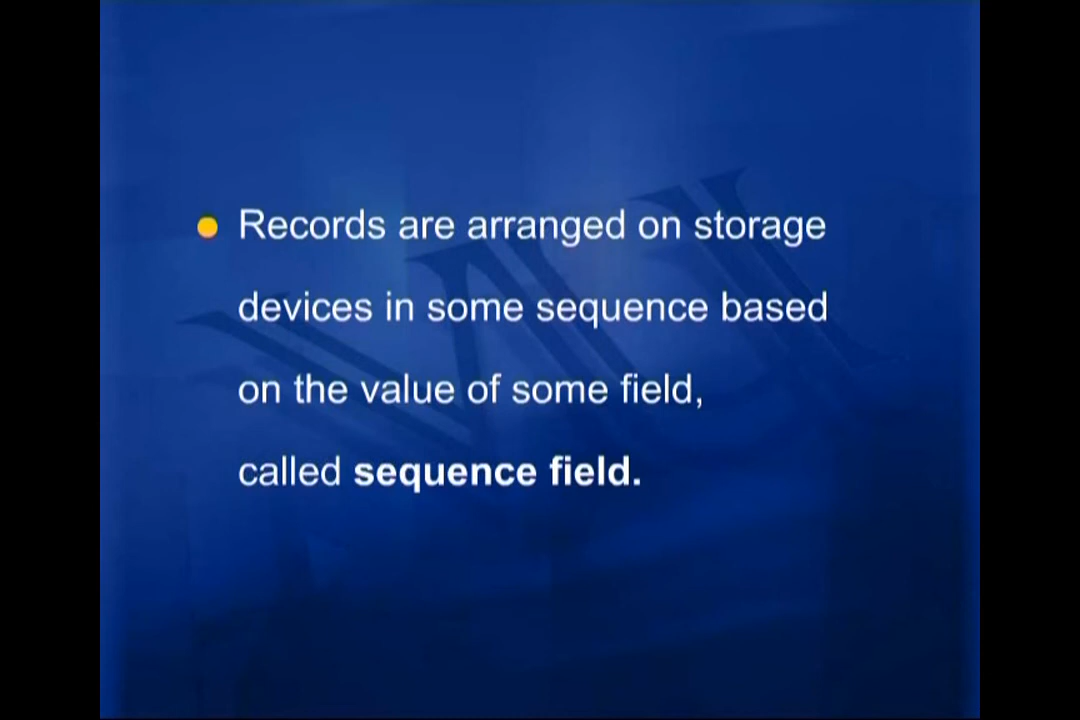 Records are arranged on storage
devices in some sequence based
on the value of some field,
called sequence field.
VU